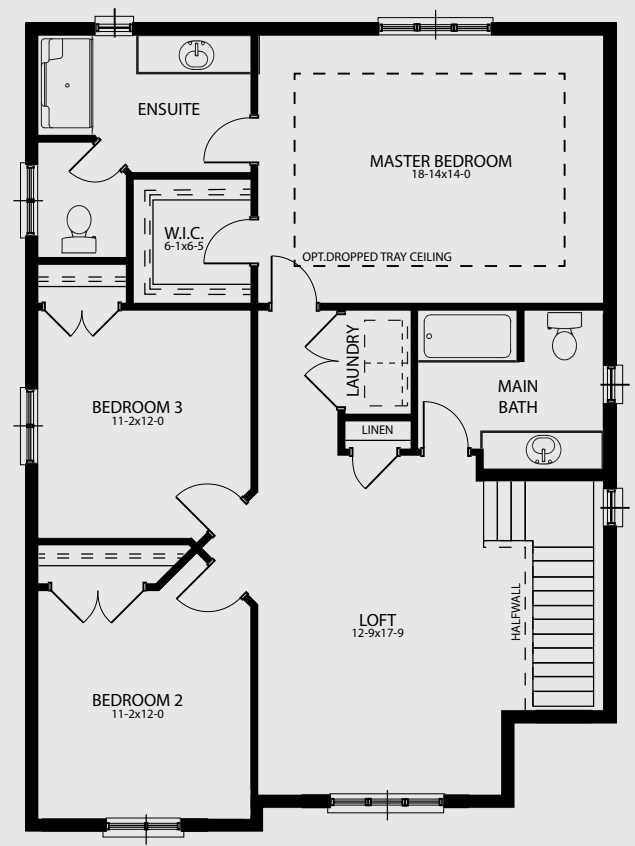 ENSUITE
MASTER BEDROOM
18-14x14-0
W.I.C.
6-1x6-5
OPT.DROPPED TRAY CEILING
LAUNDRY
MAIN
BATH
BEDROOM 3
11-2x12-0
LINEN
HALFWALL
LOFT
12-9x17-9
BEDROOM 2
11-2x12-0